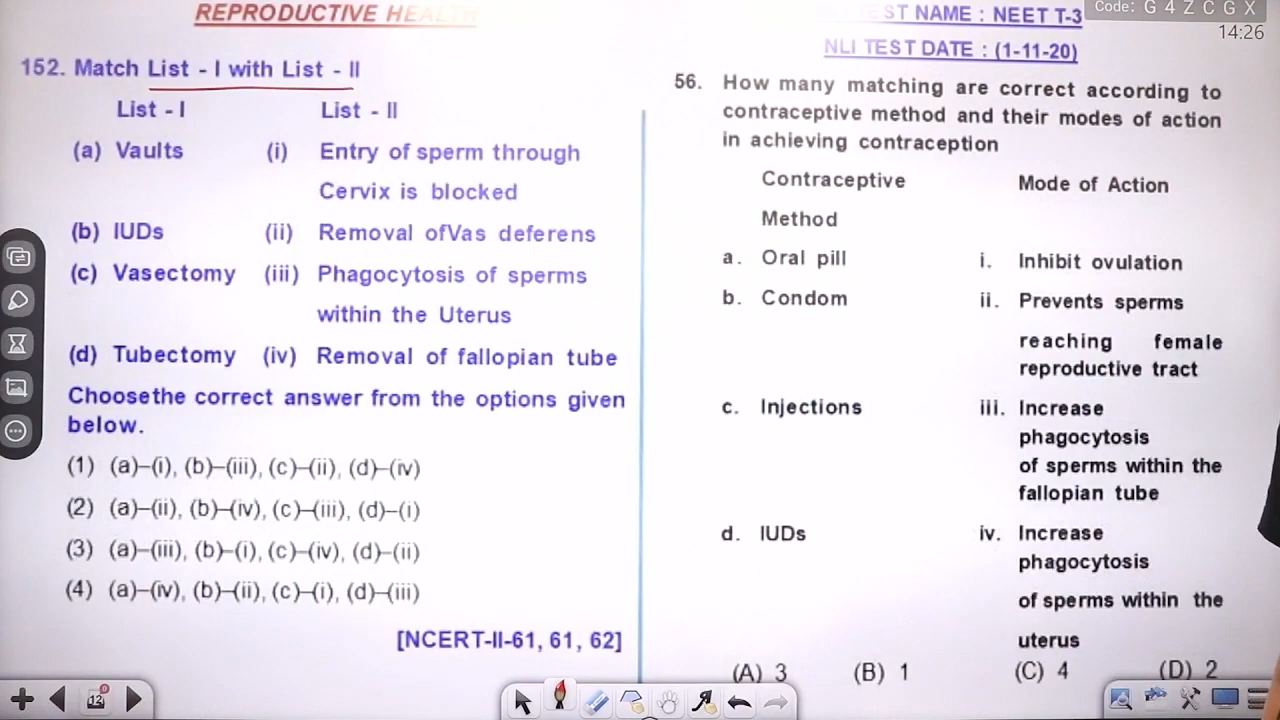 REPRODUCTIVE HEALTH
152. Match List - I with List - II
List - I List - II
(a) Vaults (i) Entry of sperm through
Cervix is blocked
(b) IUDs (ii) Removal ofVas deferens
(c) Vasectomy (iii) Phagocytosis of sperms
within the Uterus
(d) Tubectomy (iv) Removal of fallopian tube
Choosethe correct answer from the options given
below.
(1) (a)–(i), (b)–(iii), (c)–(ii), (d)–(iv)
(2) (a)–(ii), (b)–(iv), (c)–(iii), (d)–(i)
(3) (a)–(iii), (b)–(i), (c)–(iv), (d)–(ii)
(4) (a)–(iv), (b)–(ii), (c)–(i), (d)–(iii)
[NCERT-II-61, 61, 62]
TEST NAME : NEET T-3
Code: G 4 Z C G X
14:26
NLI TEST DATE : (1-11-20)
56. How many matching are correct according to
contraceptive method and their modes of action
in achieving contraception
Contraceptive Mode of Action
Method
a. Oral pill i. Inhibit ovulation
b. Condom ii. Prevents sperms
reaching female
reproductive tract
c. Injections iii. Increase
phagocytosis
of sperms within the
fallopian tube
d. IUDs iv. Increase
phagocytosis
of sperms within the
uterus
(A) 3 (B) 1 (C) 4 (D) 2
12